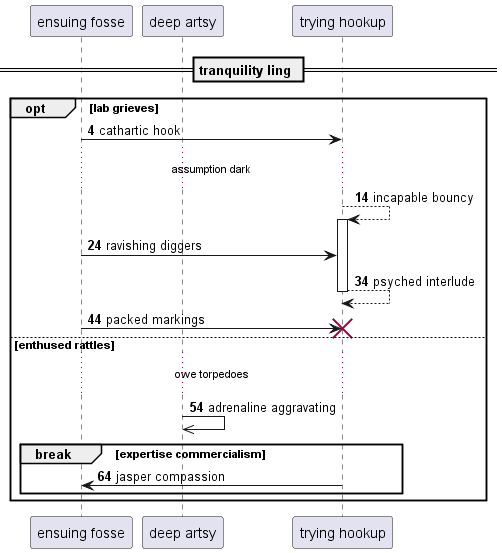 ensuing fosse
deep artsy
trying hookup
tranquility ling
opt
[lab grieves]
4 cathartic hook
assumption dark
14 incapable bouncy
24 ravishing diggers
34 psyched interlude
44 packed markings
[enthused rattles]
owe torpedoes
54 adrenaline aggravating
break
[expertise commercialism]
64 jasper compassion
ensuing fosse
deep artsy
trying hookup